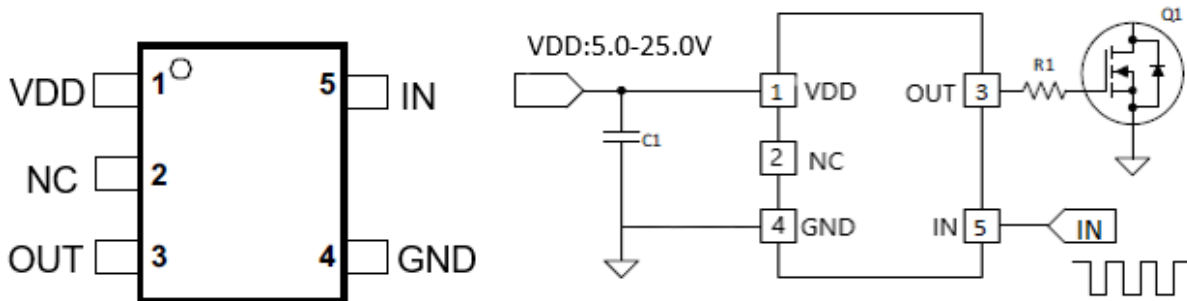 VDD 1 5 IN
NC 2
OUT 3 4 GND
VDD:5.0-25.0V
Q1
R1
1 VDD OUT 3
C1
2 NC
4 GND IN 5 IN